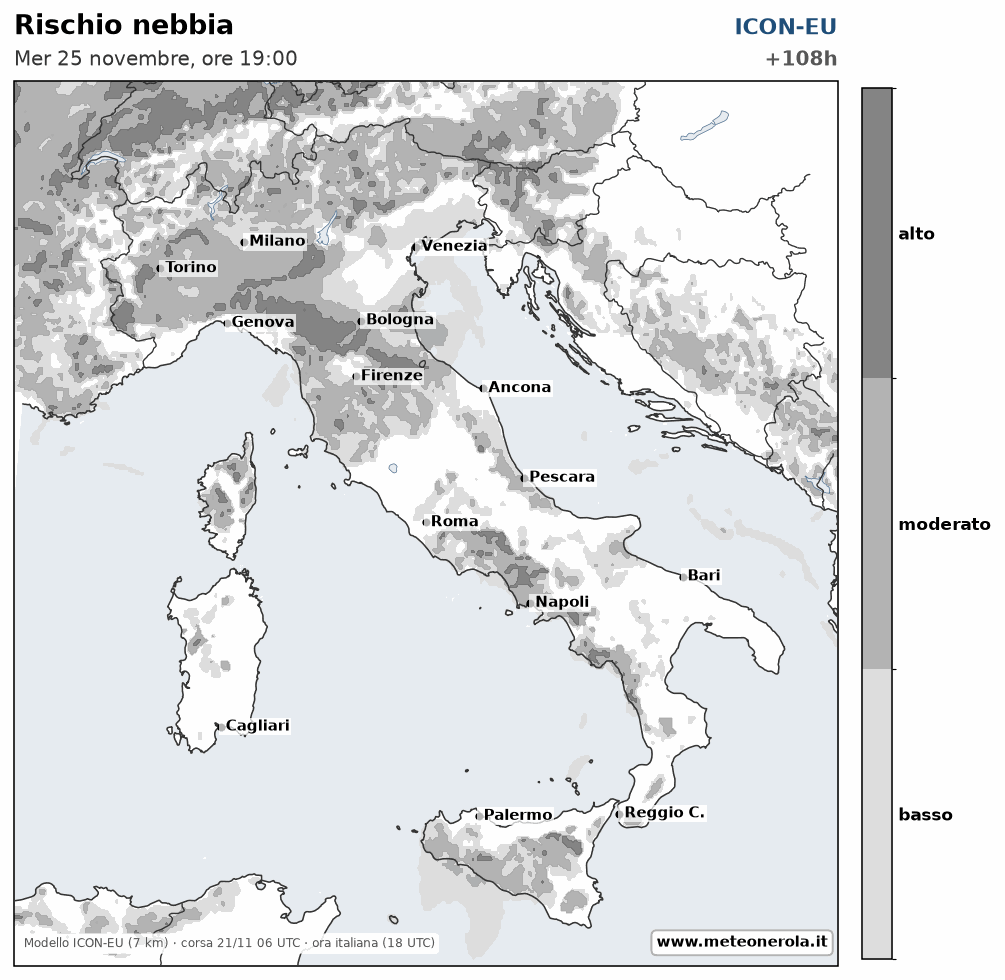 Rischio nebbia
ICON-EU
Mer 25 novembre, ore 19:00
+108h
alto
Milano
Venezia
Torino
Genova
Bologna
Firenze
Ancona
Pescara
Roma
moderato
Bari
Napoli
Cagliari
Palermo
Reggio C.
basso
Modello ICON-EU (7 km) · corsa 21/11 06 UTC · ora italiana (18 UTC)
www.meteonerola.it